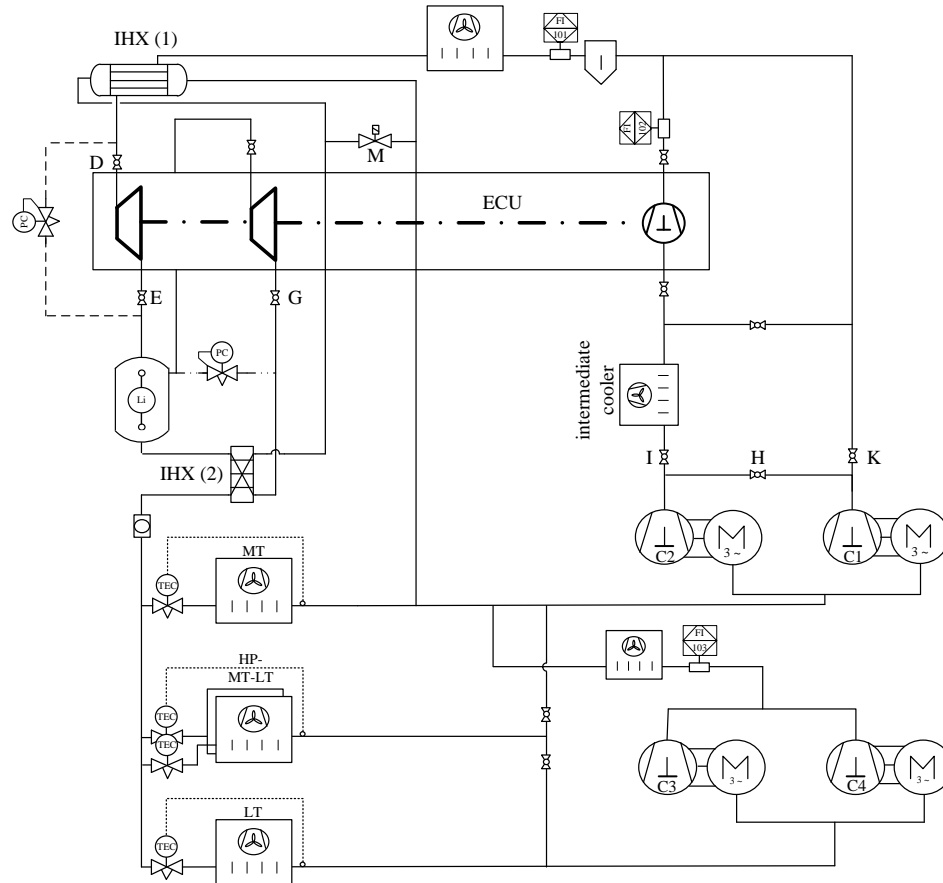 IHX (1)
FI
101
FI
102
D
M
PC
ECU
E
G
PC
Li
intermediate
cooler
IHX (2)
I
H
K
C2
M
3 ~
C1
M
3 ~
MT
TEC
FI
103
HP-
MT-LT
TEC
TEC
C3
M
3 ~
C4
M
3 ~
LT
TEC